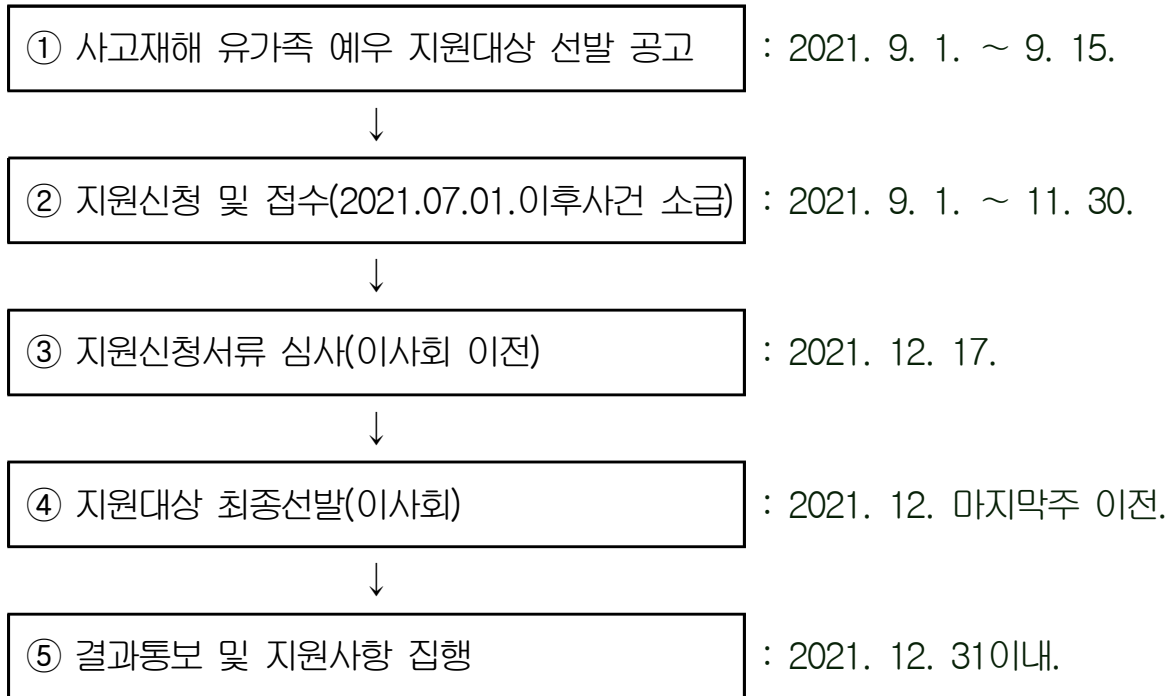 ① 사고재해 유가족 예우 지원대상 선발 공고 : 2021. 9. 1. ~ 9. 15.
↓
② 지원신청 및 접수(2021.07.01.이후사건 소급) : 2021. 9. 1. ~ 11. 30.
↓
③ 지원신청서류 심사(이사회 이전) : 2021. 12. 17.
↓
④ 지원대상 최종선발(이사회) : 2021. 12. 마지막주 이전.
↓
⑤ 결과통보 및 지원사항 집행 : 2021. 12. 31이내.